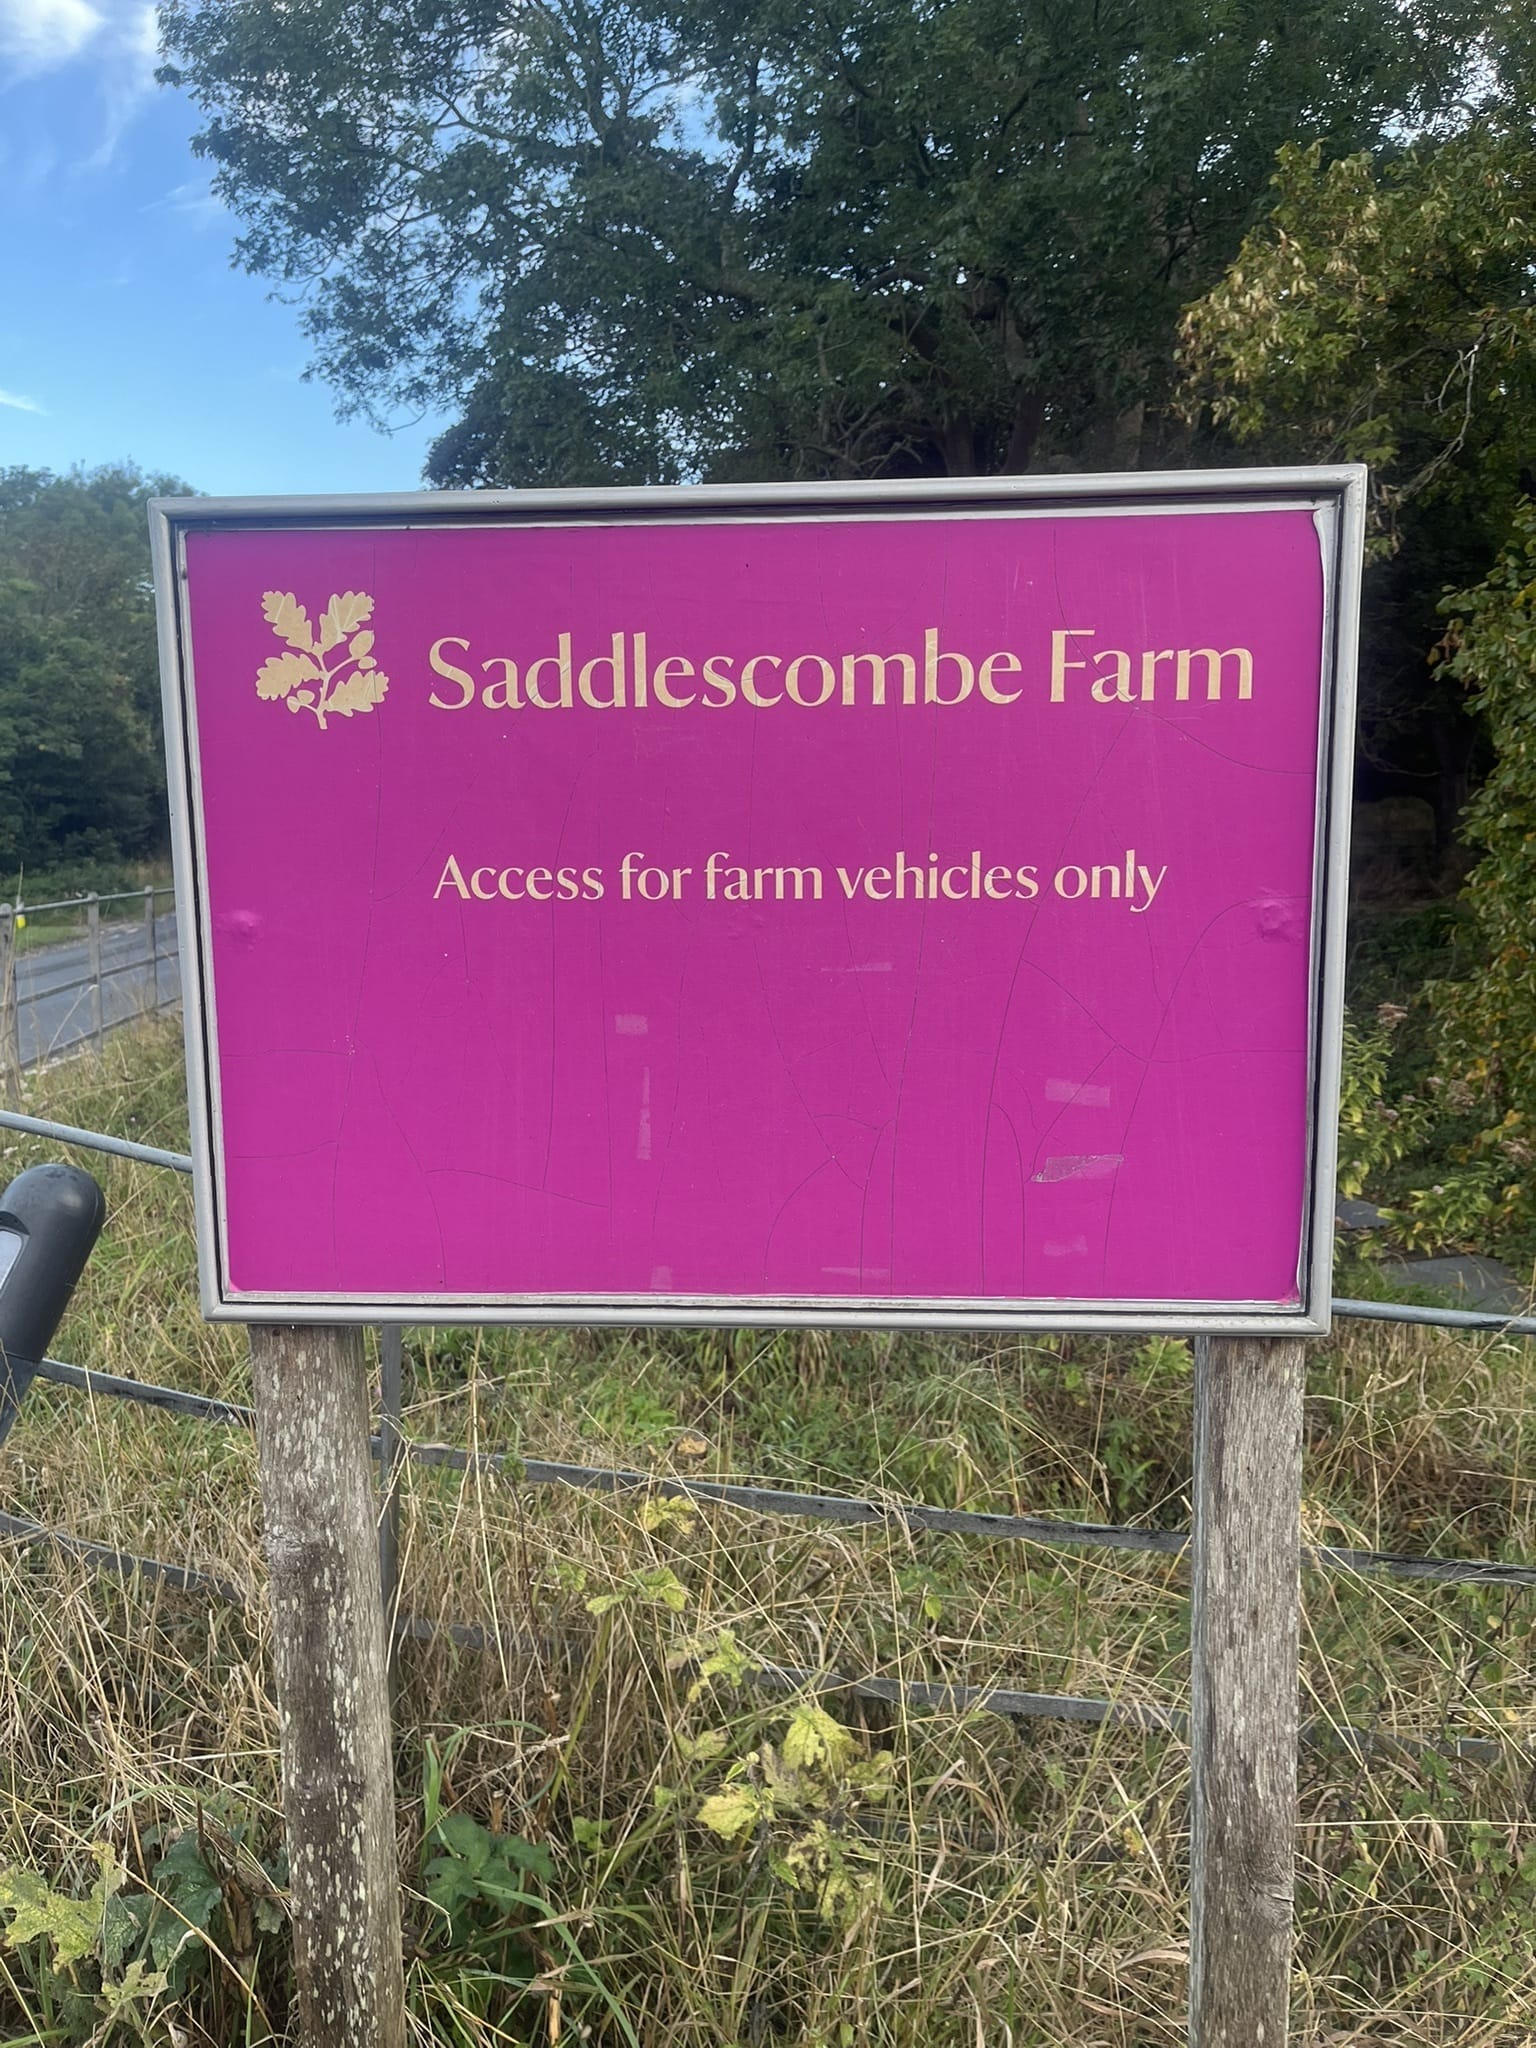 Saddlescombe Farm
Access for farm vehicles only